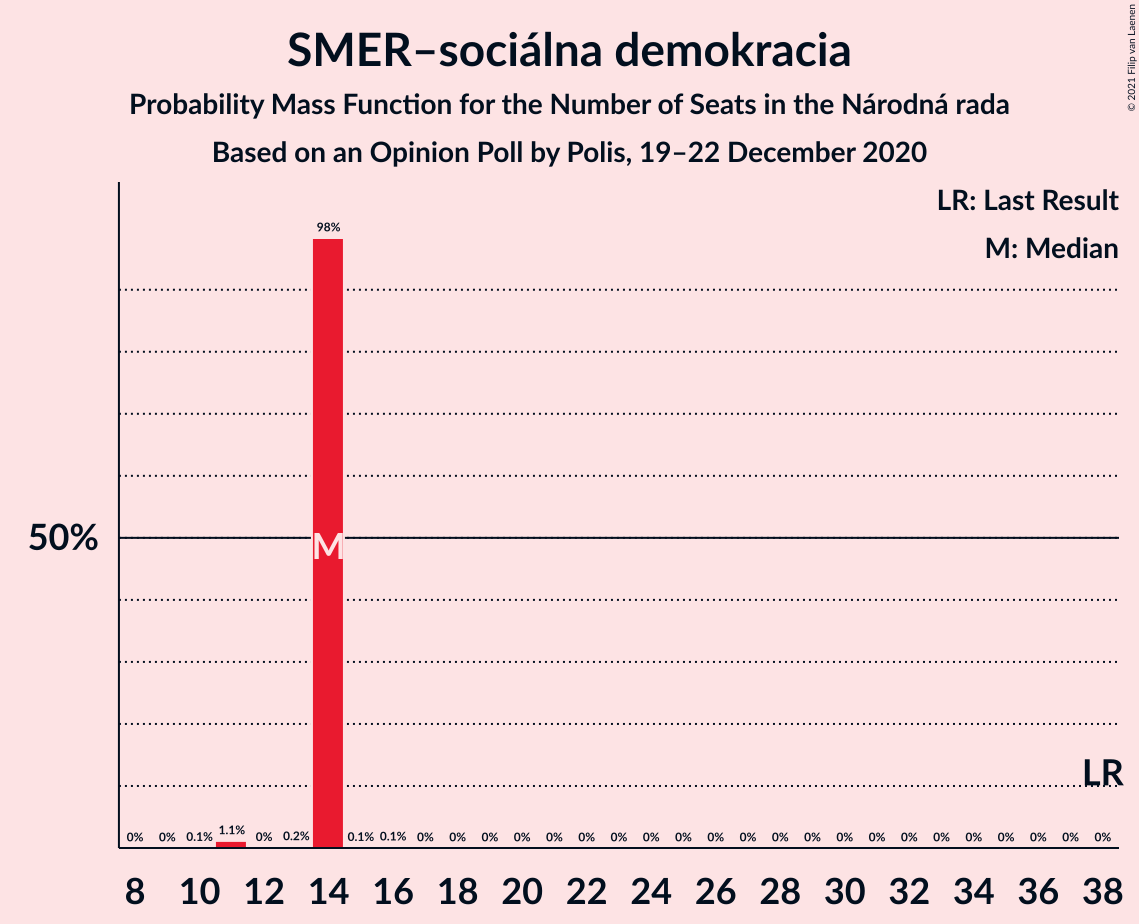 SMER–sociálna demokracia
Probability Mass Function for the Number of Seats in the Národná rada
Based on an Opinion Poll by Polis, 19–22 December 2020
© 2021 Filip van Laenen
LR: Last Result
M: Median
98%
50%
M
LR
0% 0% 0.1% 1.1% 0% 0.2% 0.1% 0.1% 0% 0% 0% 0% 0% 0% 0% 0% 0% 0% 0% 0% 0% 0% 0% 0% 0% 0% 0% 0% 0% 0%
8 10 12 14 16 18 20 22 24 26 28 30 32 34 36 38